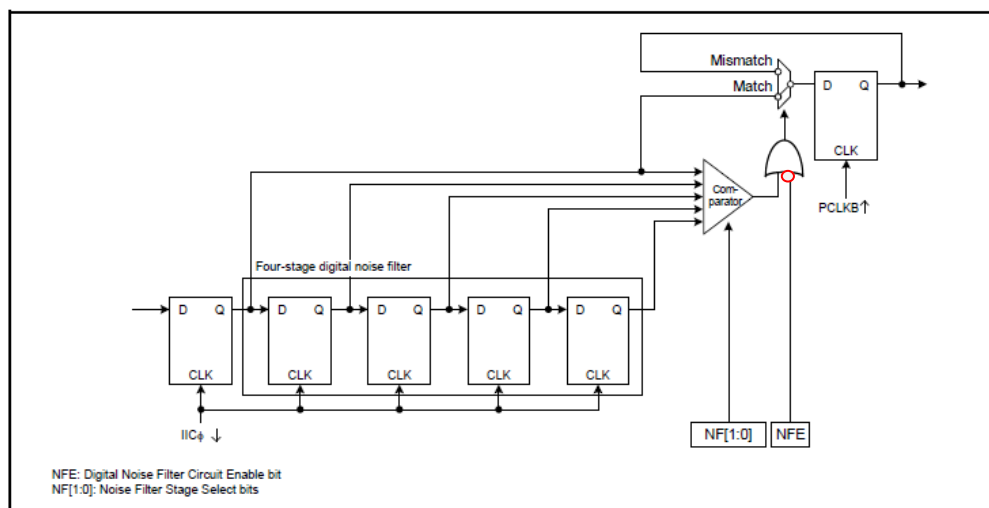 Mismatch
Match
D Q
CLK
PCLKB↑
Com-
parator
Four-stage digital noise filter
D Q
D Q
D Q
D Q
D Q
CLK
CLK
CLK
CLK
CLK
IICϕ ↓
NF[1:0]
NFE
NFE: Digital Noise Filter Circuit Enable bit
NF[1:0]: Noise Filter Stage Select bits